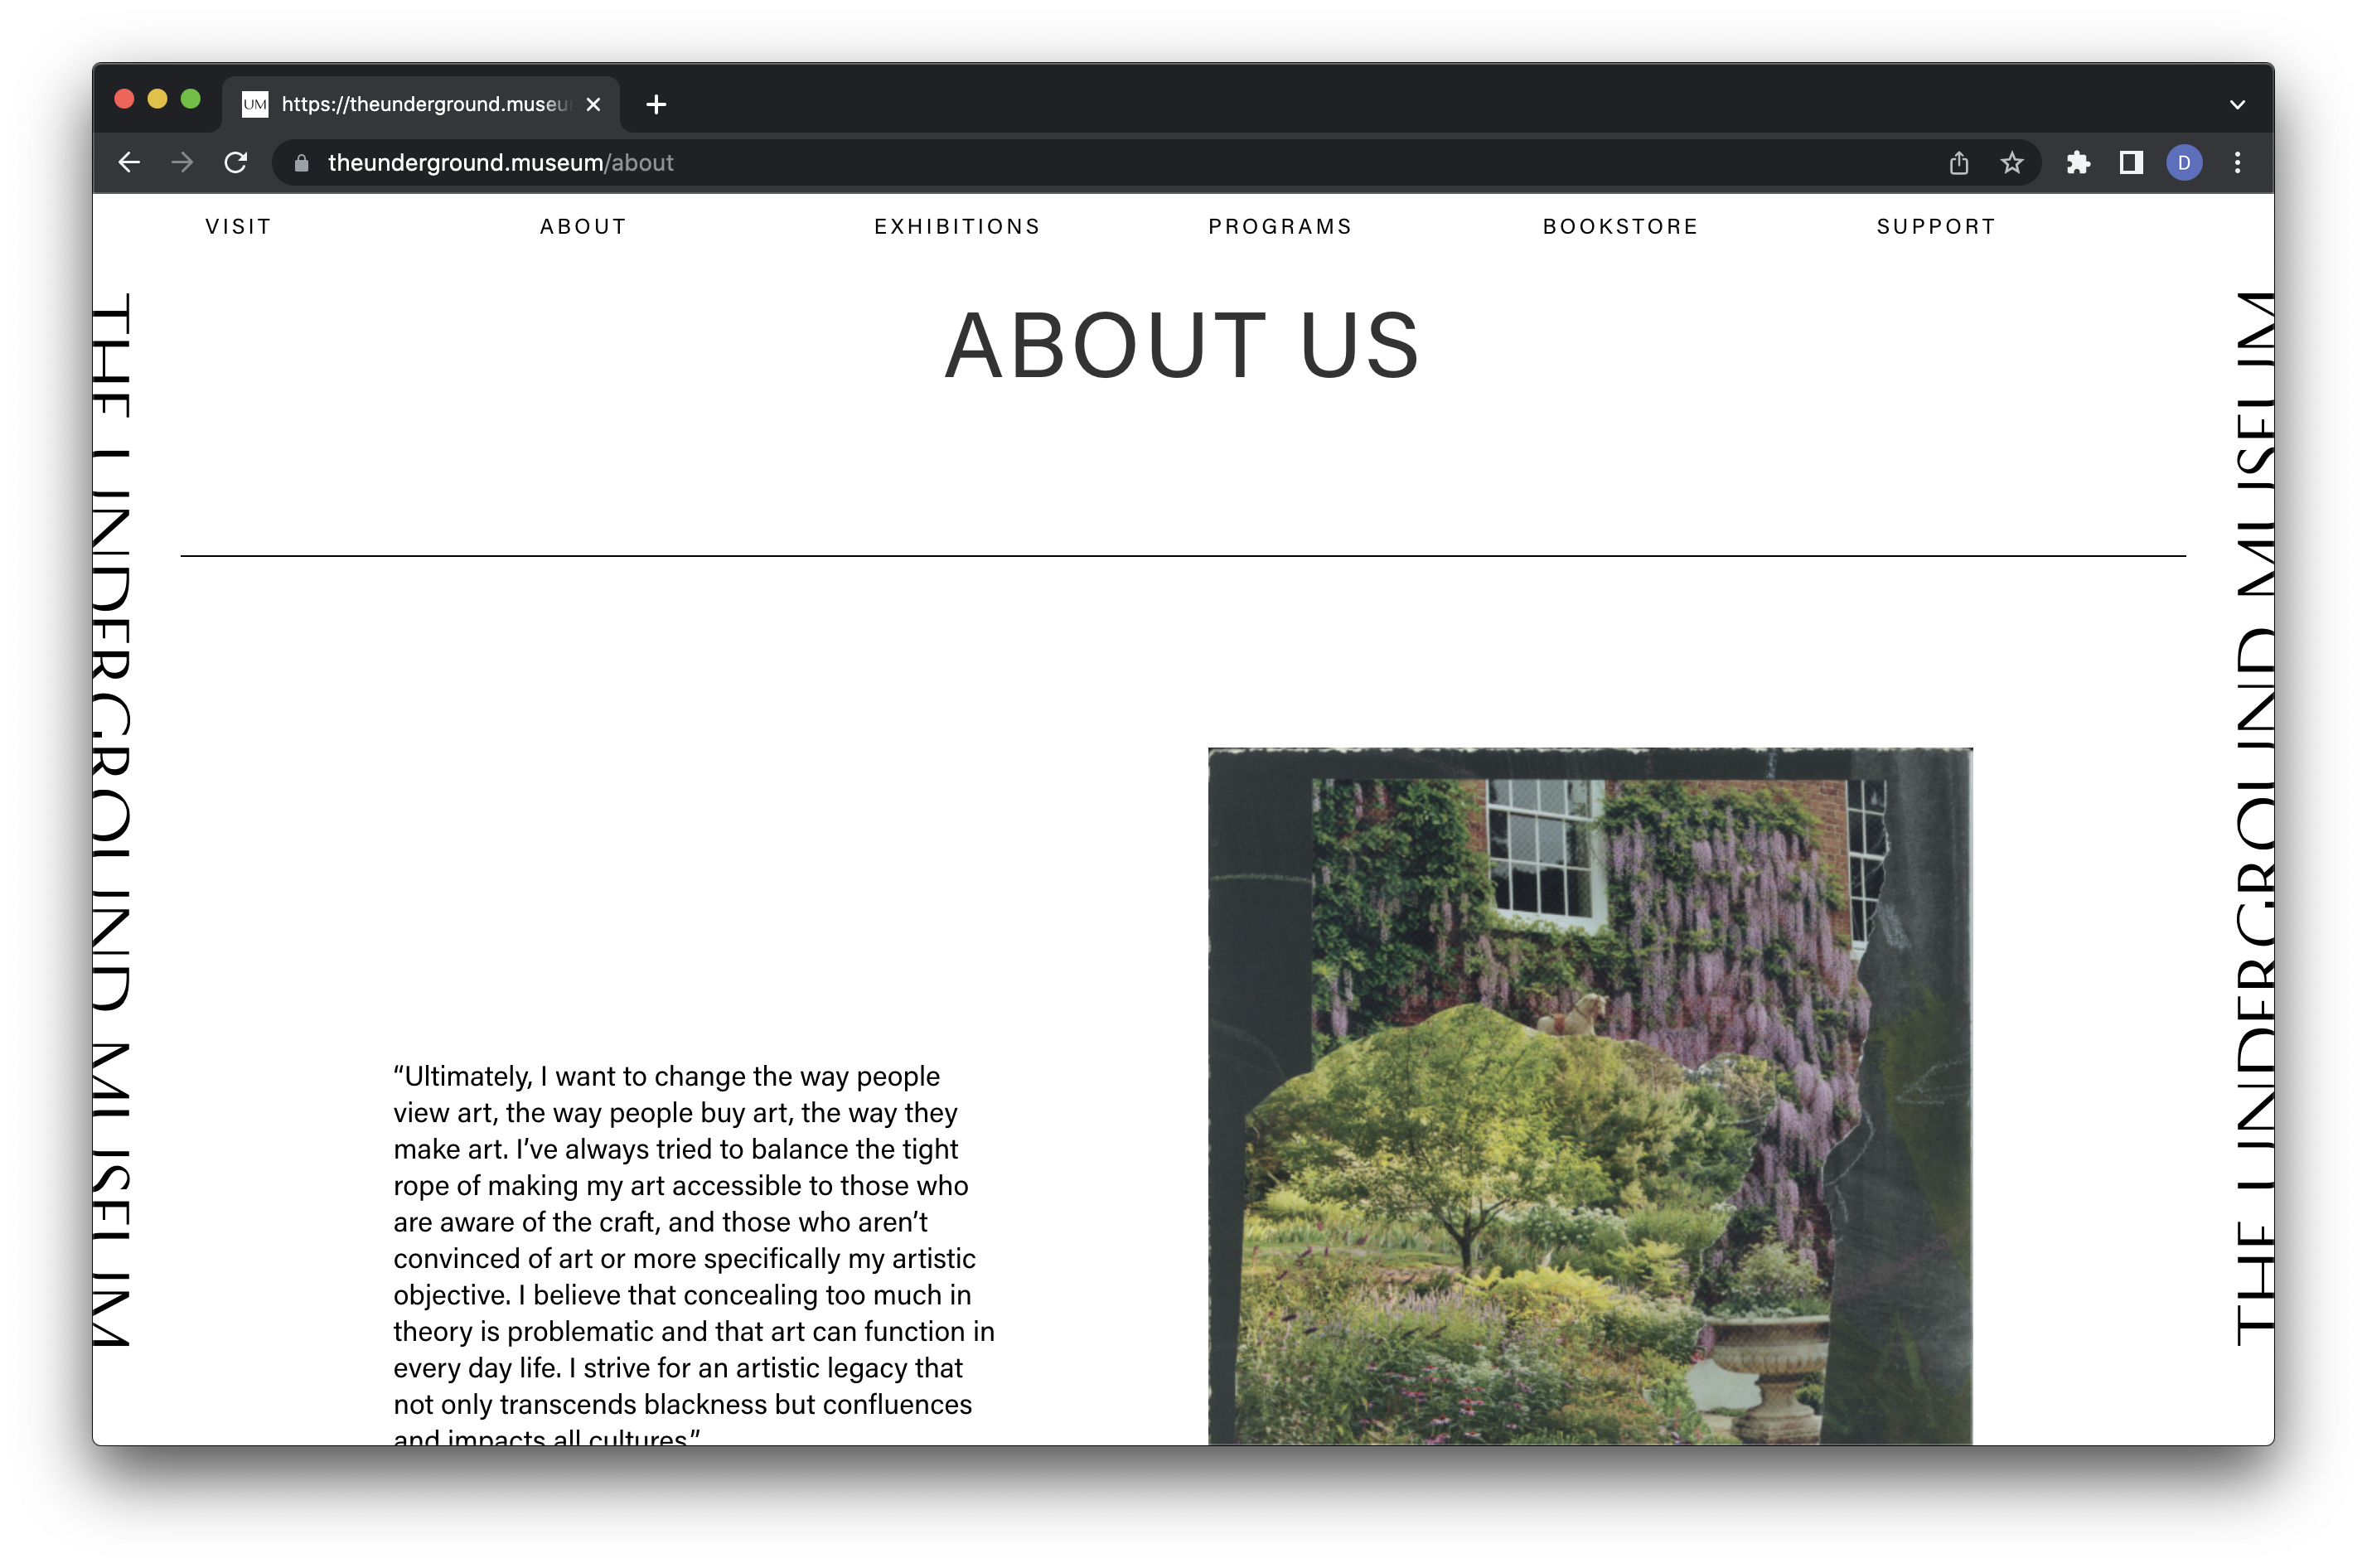 UM https://theunderground.museu
theunderground.museum/about
D
VISIT ABOUT EXHIBITIONS PROGRAMS BOOKSTORE SUPPORT
THE UNDERGROUND MUSEUM
ABOUT US
THE UNDERGROUND MUSEUM
“Ultimately, I want to change the way people
view art, the way people buy art, the way they
make art. I’ve always tried to balance the tight
rope of making my art accessible to those who
are aware of the craft, and those who aren’t
convinced of art or more specifically my artistic
objective. I believe that concealing too much in
theory is problematic and that art can function in
every day life. I strive for an artistic legacy that
not only transcends blackness but confluences
and impacts all cultures”